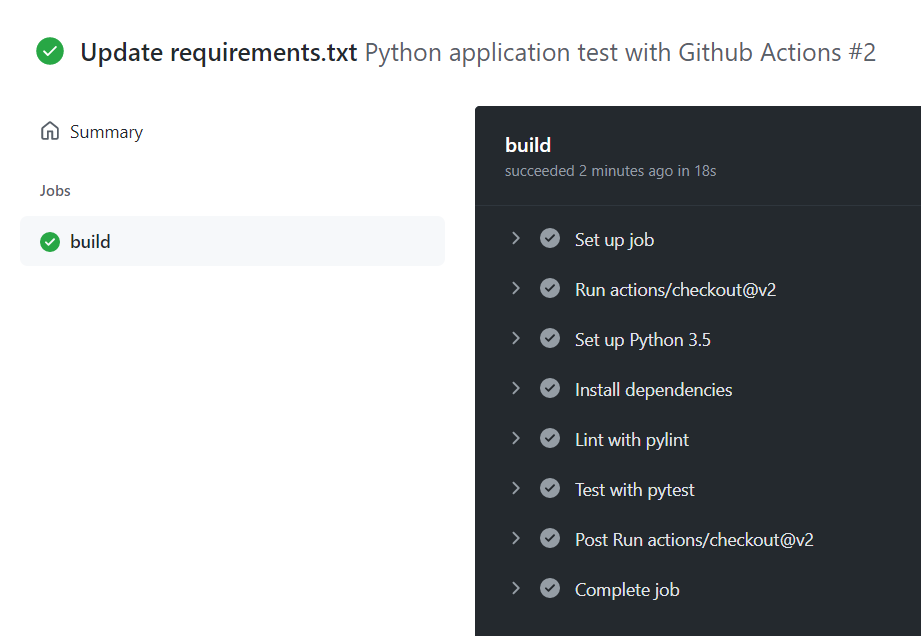 Update requirements.txt Python application test with Github Actions #2
Summary
Jobs
build
build
succeeded 2 minutes ago in 18s
Set up job
Run actions/checkout@v2
Set up Python 3.5
Install dependencies
Lint with pylint
Test with pytest
Post Run actions/checkout@v2
Complete job